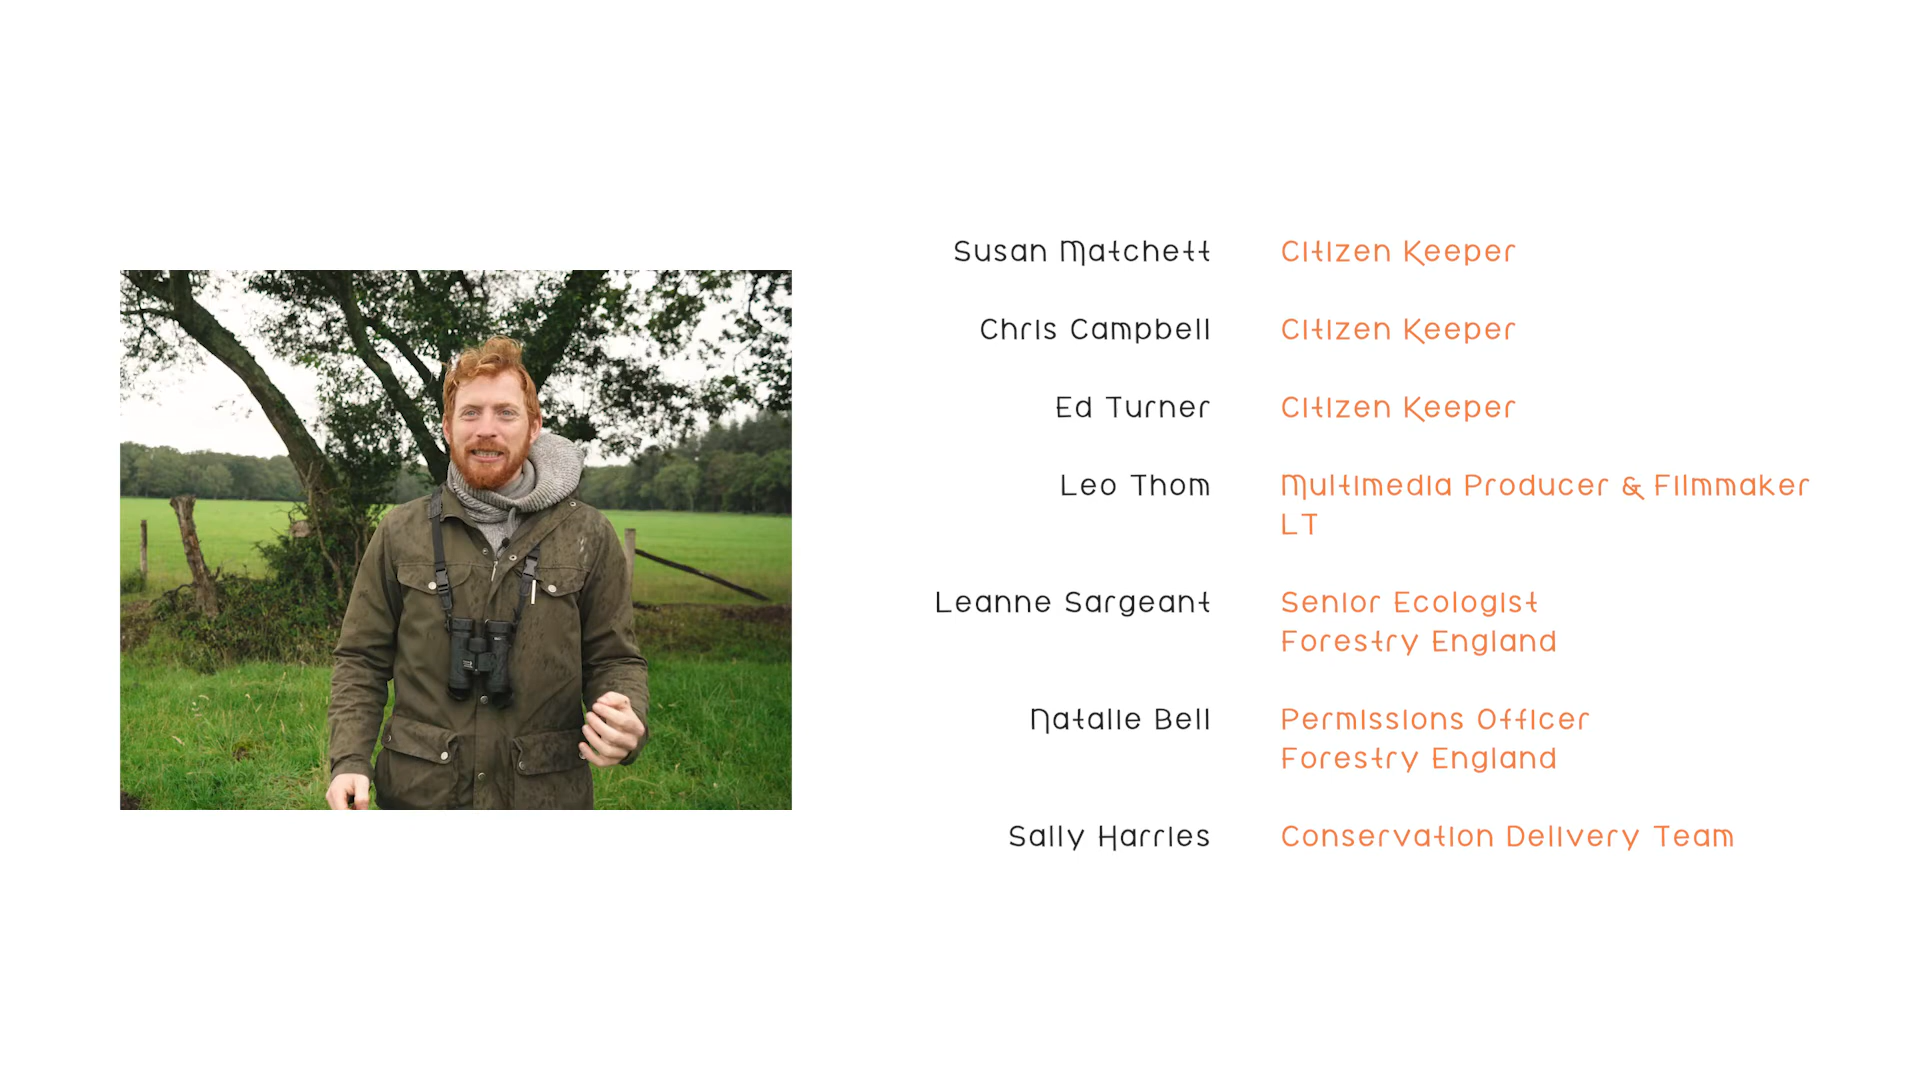 Susan Matchett Citizen Keeper
Chris Campbell Citizen Keeper
Ed Turner Citizen Keeper
Leo Thom Multimedia Producer & Filmmaker
LT
Leanne Sargeant Senior Ecologist
Forestry England
Natalie Bell Permissions Officer
Forestry England
Sally Harries Conservation Delivery Team